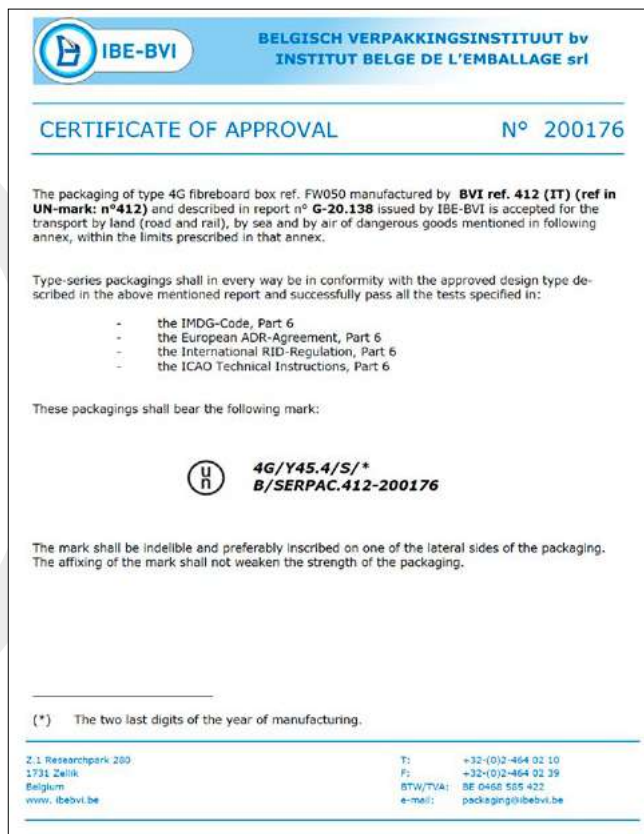 IBE-BVI
BELGISCH VERPAKKINGSINSTITUUT bv
INSTITUT BELGE DE L'EMBALLAGE srl
CERTIFICATE OF APPROVAL N° 200176
The packaging of type 4G fibreboard box ref. FW050 manufactured by BVI ref. 412 (IT) (ref in
UN-mark: n°412) and described in report n° G-20.138 issued by IBE-BVI is accepted for the
transport by land (road and rail), by sea and by air of dangerous goods mentioned in following
annex, within the limits prescribed in that annex.
Type-series packagings shall in every way be in conformity with the approved design type de-
scribed in the above mentioned report and successfully pass all the tests specified in:
- the IMDG-Code, Part 6
- the European ADR-Agreement, Part 6
- the International RID-Regulation, Part 6
- the ICAO Technical Instructions, Part 6
These packagings shall bear the following mark:
u
n
4G/Y45.4/S/*
B/SERPAC.412-200176
The mark shall be indelible and preferably inscribed on one of the lateral sides of the packaging.
The affixing of the mark shall not weaken the strength of the packaging.
(*) The two last digits of the year of manufacturing.
Z.1 Researchpark 280
1731 Zellik
Belgium
www. ibebvi.be
T: +32-(0)2-464 02 10
F: +32-(0)2-464 02 39
BTW/TVA: BE 0468 585 422
e-mail: packaging@ibebvi.be